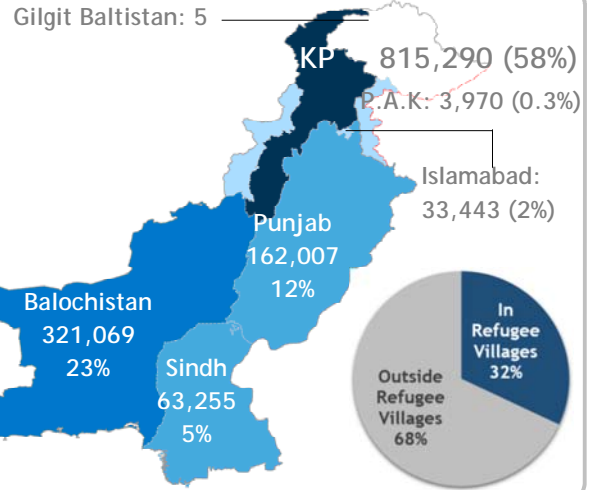 Gilgit Baltistan: 5
KP 815,290 (58%)
P.A.K: 3,970 (0.3%)
Islamabad:
33,443 (2%)
Punjab
162,007
12%
Balochistan
321,069
23%
Sindh
63,255
5%
In
Refugee
Villages
32%
Outside
Refugee
Villages
68%